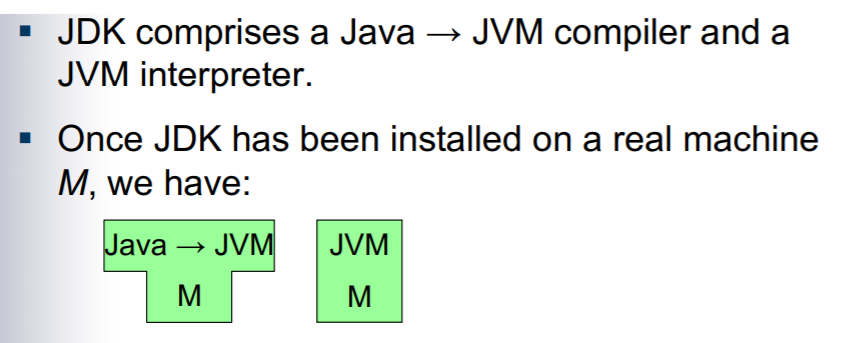 ▪ JDK comprises a Java → JVM compiler and a
JVM interpreter.
▪ Once JDK has been installed on a real machine
M, we have:
Java → JVM
M
JVM
M